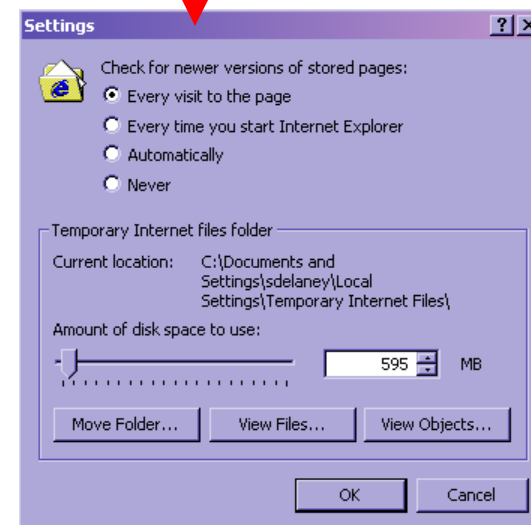 Settings
Check for newer versions of stored pages:
Every visit to the page
Every time you start Internet Explorer
Automatically
Never
Temporary Internet files folder
Current location: C:\Documents and
Settings\sdelaney\Local
Settings\Temporary Internet Files\
Amount of disk space to use:
595 MB
Move Folder... View Files... View Objects...
OK Cancel